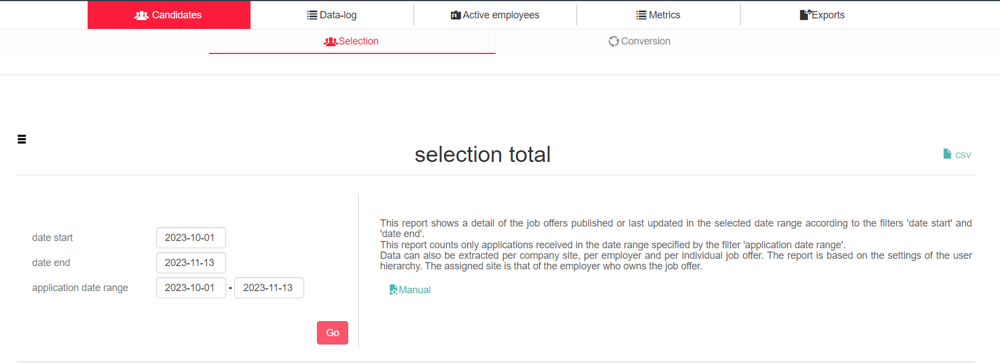 Candidates
Data-log
Active employees
Metrics
Exports
Selection
Conversion
selection total
CSV
date start
2023-10-01
date end
2023-11-13
application date range
2023-10-01 - 2023-11-13
Go
This report shows a detail of the job offers published or last updated in the selected date range according to the filters 'date start' and
'date end'.
This report counts only applications received in the date range specified by the filter 'application date range'.
Data can also be extracted per company site, per employer and per individual job offer. The report is based on the settings of the user
hierarchy. The assigned site is that of the employer who owns the job offer.
Manual